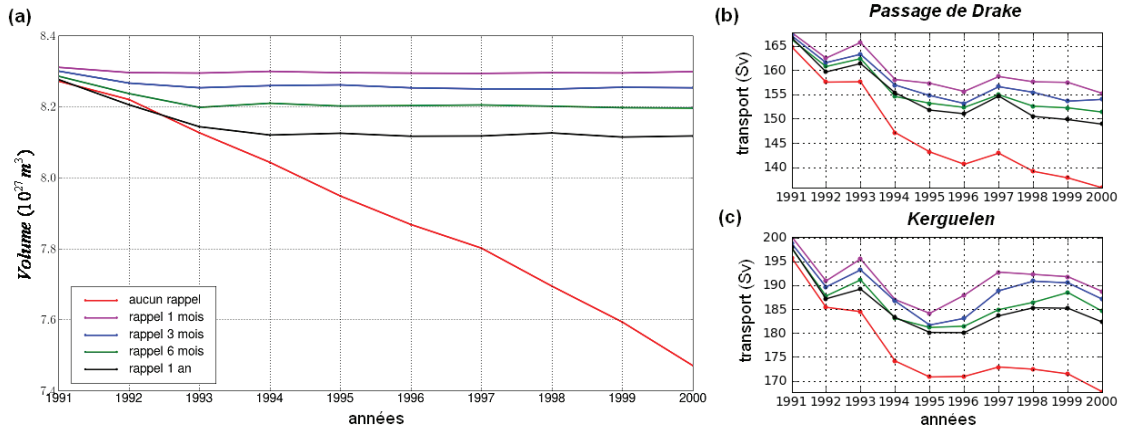 (a)
Volume (10²⁷ m³)
8.4
8.2
8.0
7.8
7.6
7.4
aucun rappel
rappel 1 mois
rappel 3 mois
rappel 6 mois
rappel 1 an
1991 1992 1993 1994 1995 1996 1997 1998 1999 2000
années
(b)
Passage de Drake
transport (Sv)
165
160
155
150
145
140
1991 1992 1993 1994 1995 1996 1997 1998 1999 2000
(c)
Kerguelen
transport (Sv)
200
195
190
185
180
175
170
1991 1992 1993 1994 1995 1996 1997 1998 1999 2000
années